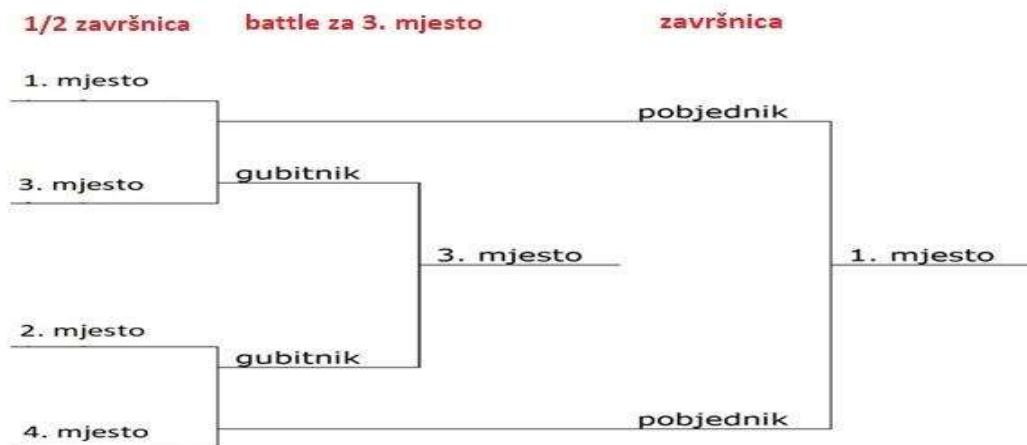 1/2 završnica
battle za 3. mjesto
završnica
1. mjesto
pobjednik
3. mjesto
gubitnik
3. mjesto
1. mjesto
2. mjesto
gubitnik
pobjednik
4. mjesto